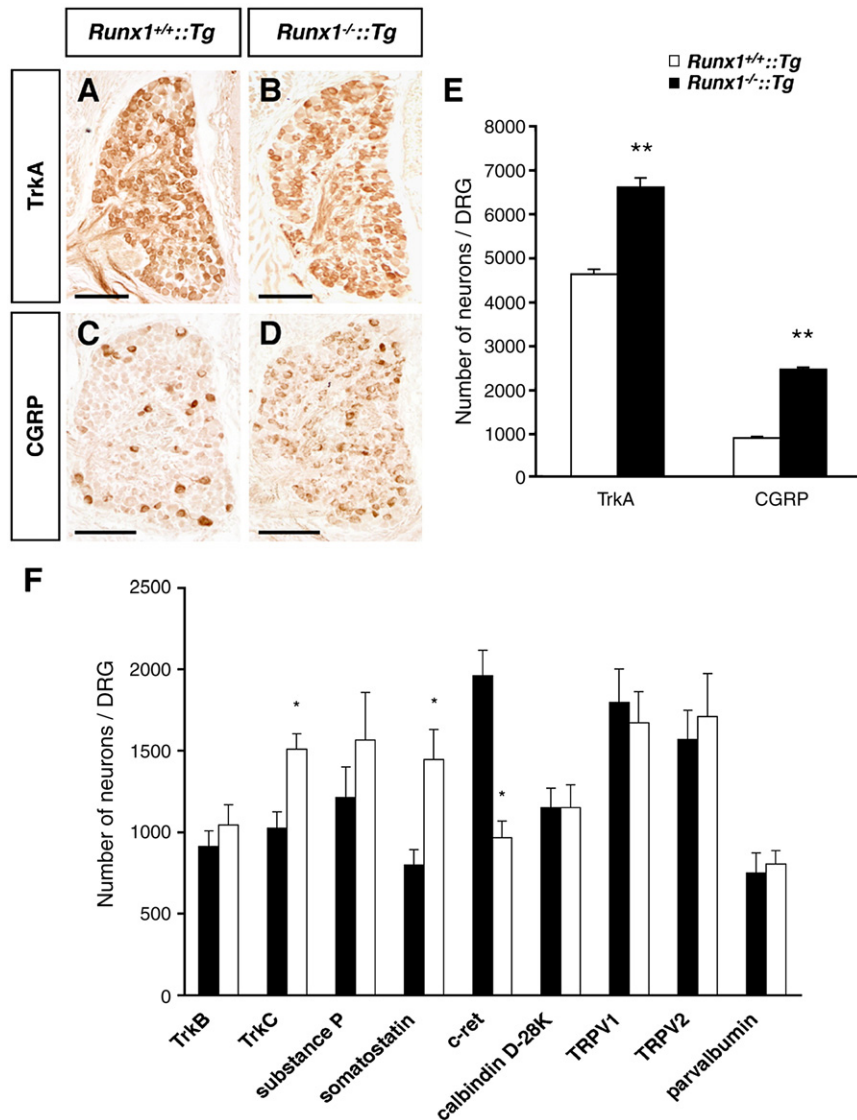 Runx1+/+::Tg
Runx1-/-::Tg
TrkA
CGRP
A
B
C
D
E
Runx1+/+::Tg
Runx1-/-::Tg
Number of neurons / DRG
8000
7000
6000
5000
4000
3000
2000
1000
0
**
**
TrkA
CGRP
F
Number of neurons / DRG
2500
2000
1500
1000
500
0
*
*
*
TrkB
TrkC
substance P
somatostatin
c-ret
calbindin D-28K
TRPV1
TRPV2
parvalbumin